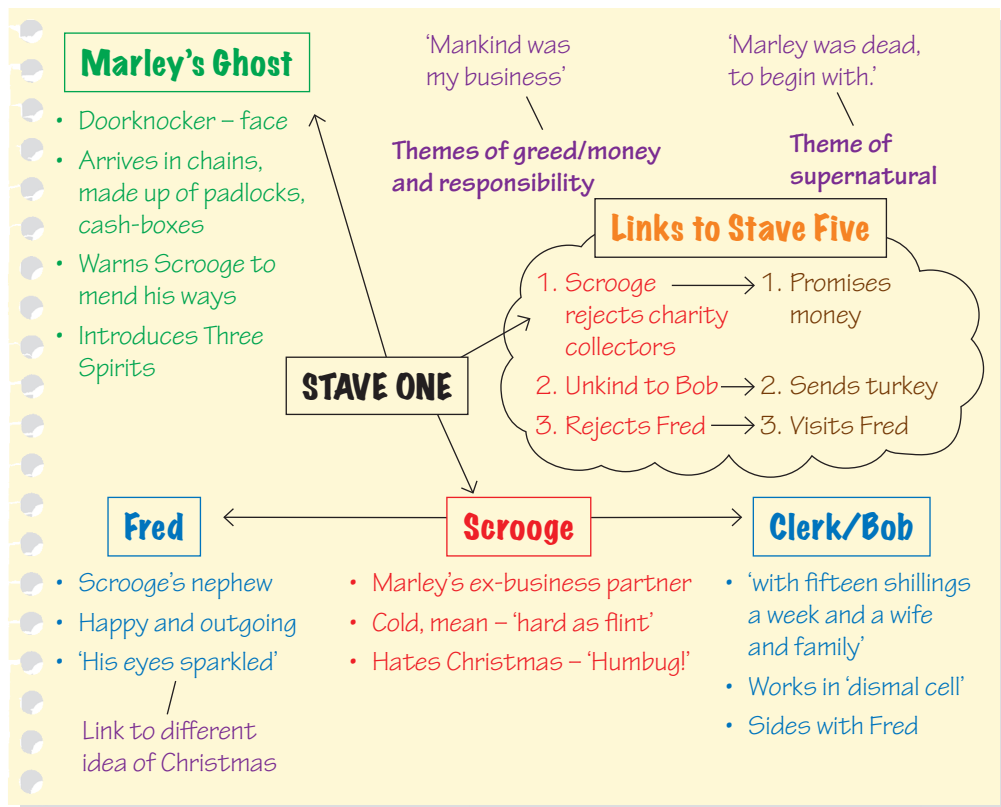 Marley's Ghost
• Doorknocker – face
• Arrives in chains,
made up of padlocks,
cash-boxes
• Warns Scrooge to
mend his ways
• Introduces Three
Spirits
‘Mankind was
my business’
Themes of greed/money
and responsibility
‘Marley was dead,
to begin with.’
Theme of
supernatural
Links to Stave Five
1. Scrooge
rejects charity
collectors
1. Promises
money
2. Unkind to Bob
2. Sends turkey
3. Rejects Fred
3. Visits Fred
STAVE ONE
Fred
• Scrooge's nephew
• Happy and outgoing
• ‘His eyes sparkled’
Link to different
idea of Christmas
Scrooge
• Marley's ex-business partner
• Cold, mean – ‘hard as flint’
• Hates Christmas – ‘Humbug!’
Clerk/Bob
• ‘with fifteen shillings
a week and a wife
and family’
• Works in ‘dismal cell’
• Sides with Fred